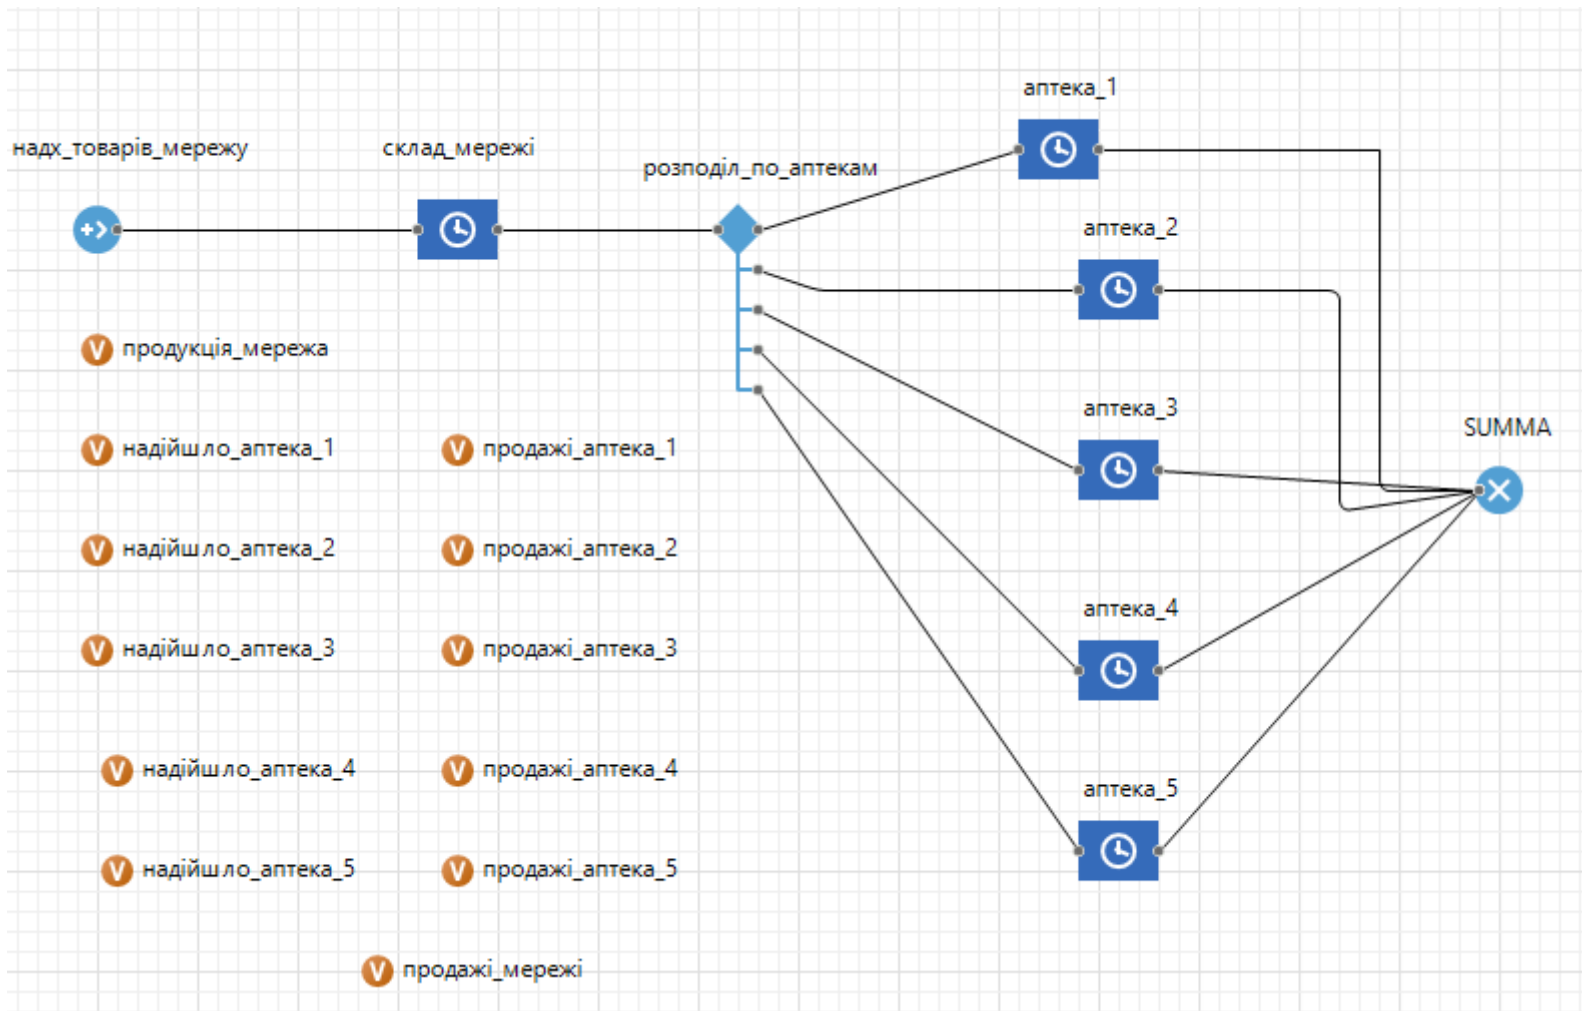 аптека_1
надх_товарів_мережу
склад_мережі
розподіл_по_аптекам
аптека_2
продукція_мережа
аптека_3
SUMMA
надійшло_аптека_1
продажі_аптека_1
надійшло_аптека_2
продажі_аптека_2
аптека_4
надійшло_аптека_3
продажі_аптека_3
надійшло_аптека_4
продажі_аптека_4
аптека_5
надійшло_аптека_5
продажі_аптека_5
продажі_мережі